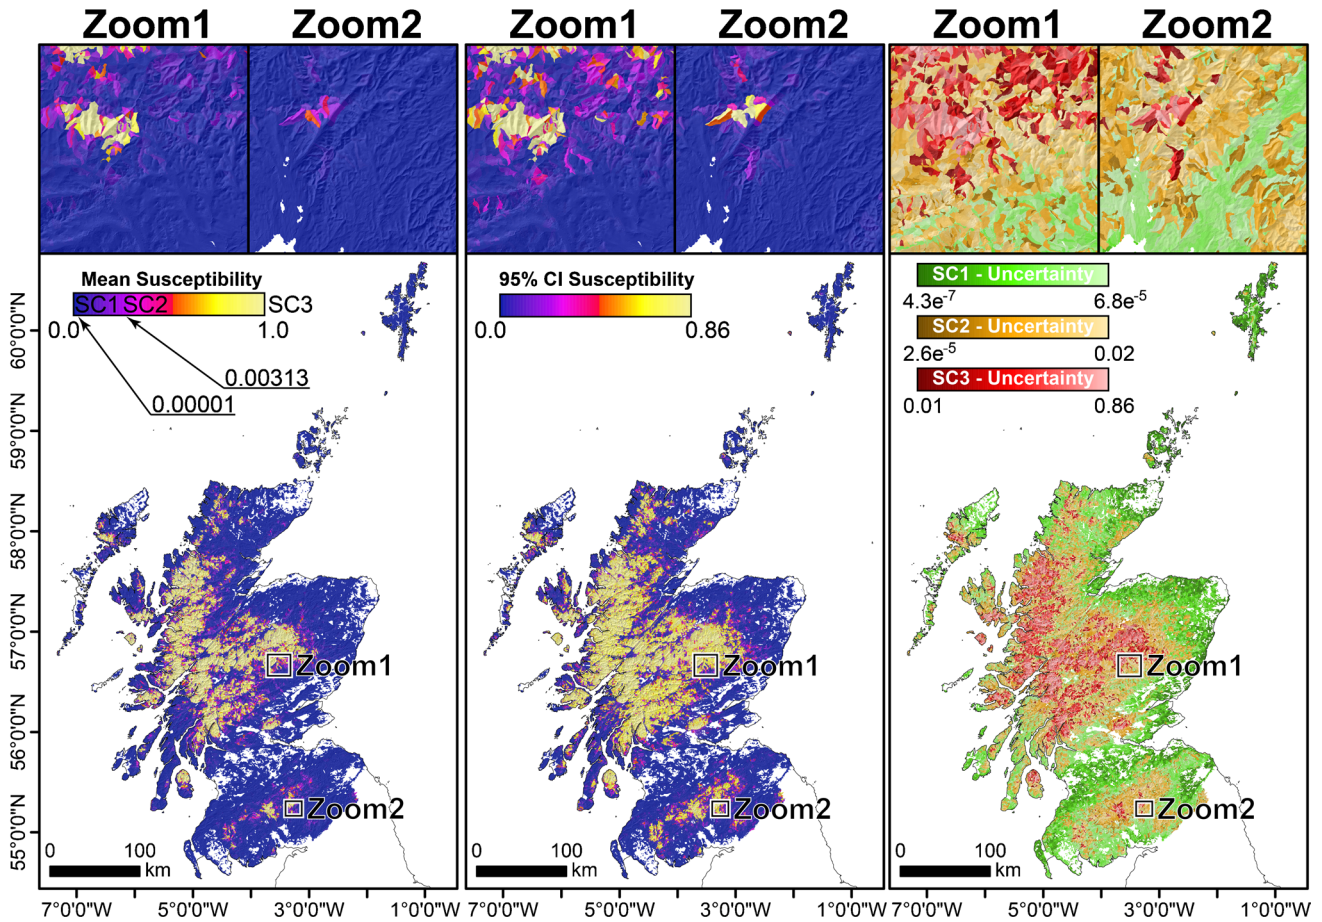 Zoom1 Zoom2 Zoom1 Zoom2 Zoom1 Zoom2
Mean Susceptibility
SC1 SC2 SC3
0.0 1.0
0.00313
0.00001
95% CI Susceptibility
0.0 0.86
SC1 - Uncertainty
4.3e-7 6.8e-5
SC2 - Uncertainty
2.6e-5 0.02
SC3 - Uncertainty
0.01 0.86
60°0'0"N
59°0'0"N
58°0'0"N
57°0'0"N
56°0'0"N
55°0'0"N
Zoom1 Zoom1 Zoom1
Zoom2 Zoom2 Zoom2
0 100 0 100 0 100
km km km
7°0'0"W 5°0'0"W 3°0'0"W 1°0'0"W 7°0'0"W 5°0'0"W 3°0'0"W 1°0'0"W 7°0'0"W 5°0'0"W 3°0'0"W 1°0'0"W